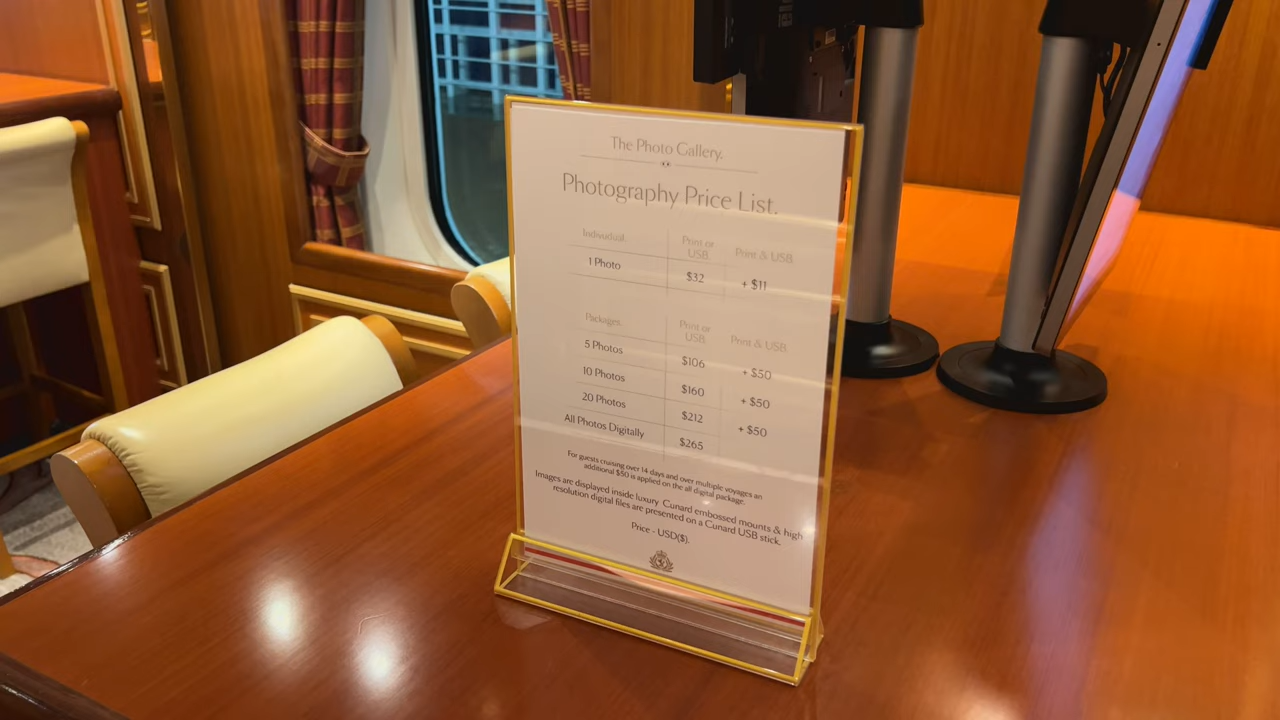 The Photo Gallery.
Photography Price List.
Individual. Print or USB. Print & USB.
1 Photo $32 + $11
Packages. Print or USB. Print & USB.
5 Photos $106 + $50
10 Photos $160 + $50
20 Photos $212 + $50
All Photos Digitally $265
For guests cruising over 14 days and over multiple voyages an
additional $50 is applied on the all digital package.
Images are displayed inside luxury Cunard embossed mounts & high
resolution digital files are presented on a Cunard USB stick.
Price - USD($).